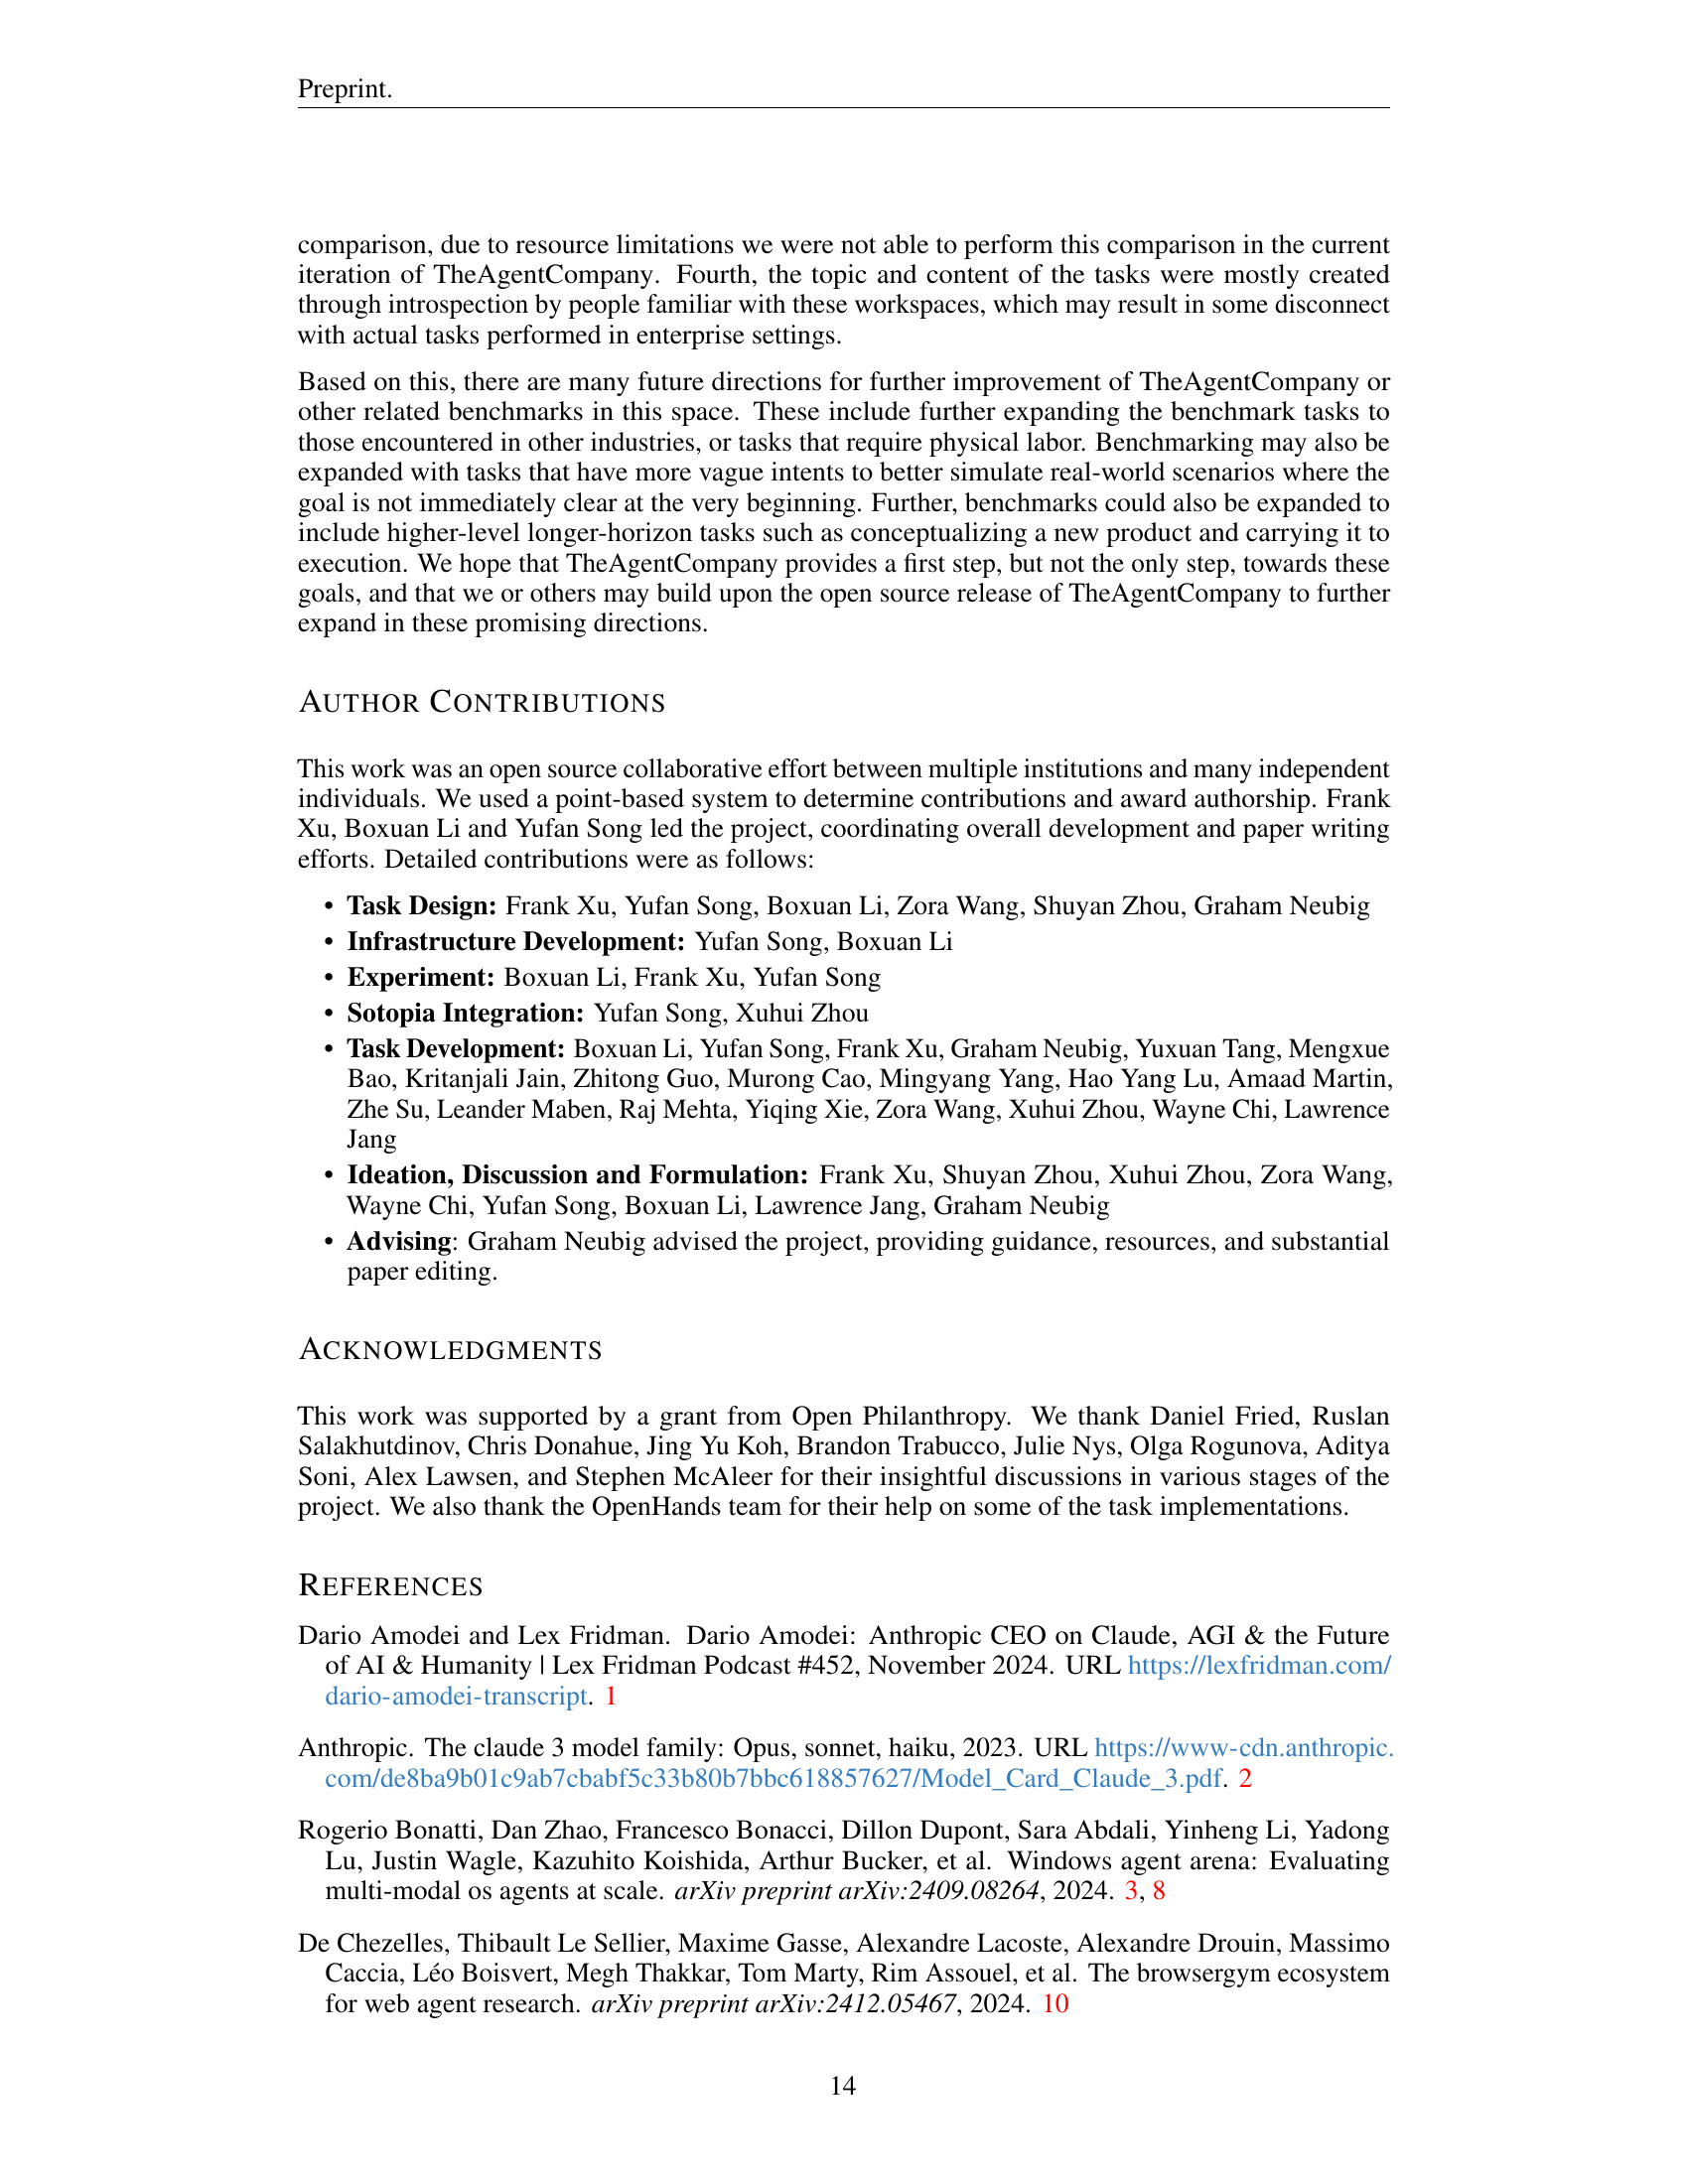 Preprint.
comparison, due to resource limitations we were not able to perform this comparison in the current
iteration of TheAgentCompany. Fourth, the topic and content of the tasks were mostly created
through introspection by people familiar with these workspaces, which may result in some disconnect
with actual tasks performed in enterprise settings.
Based on this, there are many future directions for further improvement of TheAgentCompany or
other related benchmarks in this space. These include further expanding the benchmark tasks to
those encountered in other industries, or tasks that require physical labor. Benchmarking may also be
expanded with tasks that have more vague intents to better simulate real-world scenarios where the
goal is not immediately clear at the very beginning. Further, benchmarks could also be expanded to
include higher-level longer-horizon tasks such as conceptualizing a new product and carrying it to
execution. We hope that TheAgentCompany provides a first step, but not the only step, towards these
goals, and that we or others may build upon the open source release of TheAgentCompany to further
expand in these promising directions.
AUTHOR CONTRIBUTIONS
This work was an open source collaborative effort between multiple institutions and many independent
individuals. We used a point-based system to determine contributions and award authorship. Frank
Xu, Boxuan Li and Yufan Song led the project, coordinating overall development and paper writing
efforts. Detailed contributions were as follows:
• Task Design: Frank Xu, Yufan Song, Boxuan Li, Zora Wang, Shuyan Zhou, Graham Neubig
• Infrastructure Development: Yufan Song, Boxuan Li
• Experiment: Boxuan Li, Frank Xu, Yufan Song
• Sotopia Integration: Yufan Song, Xuhui Zhou
• Task Development: Boxuan Li, Yufan Song, Frank Xu, Graham Neubig, Yuxuan Tang, Mengxue
Bao, Kritanjali Jain, Zhitong Guo, Murong Cao, Mingyang Yang, Hao Yang Lu, Amaad Martin,
Zhe Su, Leander Maben, Raj Mehta, Yiqing Xie, Zora Wang, Xuhui Zhou, Wayne Chi, Lawrence
Jang
• Ideation, Discussion and Formulation: Frank Xu, Shuyan Zhou, Xuhui Zhou, Zora Wang,
Wayne Chi, Yufan Song, Boxuan Li, Lawrence Jang, Graham Neubig
• Advising: Graham Neubig advised the project, providing guidance, resources, and substantial
paper editing.
ACKNOWLEDGMENTS
This work was supported by a grant from Open Philanthropy. We thank Daniel Fried, Ruslan
Salakhutdinov, Chris Donahue, Jing Yu Koh, Brandon Trabucco, Julie Nys, Olga Rogunova, Aditya
Soni, Alex Lawsen, and Stephen McAleer for their insightful discussions in various stages of the
project. We also thank the OpenHands team for their help on some of the task implementations.
REFERENCES
Dario Amodei and Lex Fridman. Dario Amodei: Anthropic CEO on Claude, AGI & the Future
of AI & Humanity | Lex Fridman Podcast #452, November 2024. URL https://lexfridman.com/
dario-amodei-transcript. 1
Anthropic. The claude 3 model family: Opus, sonnet, haiku, 2023. URL https://www-cdn.anthropic.
com/de8ba9b01c9ab7cbabf5c33b80b7bbc618857627/Model_Card_Claude_3.pdf. 2
Rogerio Bonatti, Dan Zhao, Francesco Bonacci, Dillon Dupont, Sara Abdali, Yinheng Li, Yadong
Lu, Justin Wagle, Kazuhito Koishida, Arthur Bucker, et al. Windows agent arena: Evaluating
multi-modal os agents at scale. arXiv preprint arXiv:2409.08264, 2024. 3, 8
De Chezelles, Thibault Le Sellier, Maxime Gasse, Alexandre Lacoste, Alexandre Drouin, Massimo
Caccia, Léo Boisvert, Megh Thakkar, Tom Marty, Rim Assouel, et al. The browsergym ecosystem
for web agent research. arXiv preprint arXiv:2412.05467, 2024. 10
14